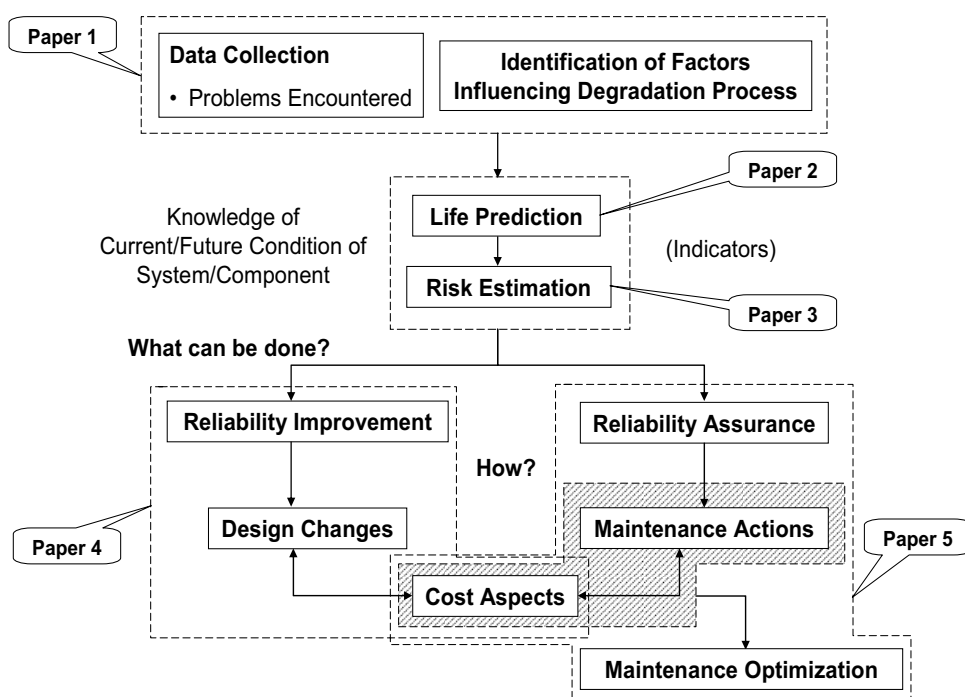 Paper 1
Data Collection
• Problems Encountered
Identification of Factors
Influencing Degradation Process
Paper 2
Life Prediction
Knowledge of
Current/Future Condition of
System/Component
(Indicators)
Risk Estimation
Paper 3
What can be done?
Reliability Improvement
Reliability Assurance
How?
Design Changes
Maintenance Actions
Paper 4
Paper 5
Cost Aspects
Maintenance Optimization